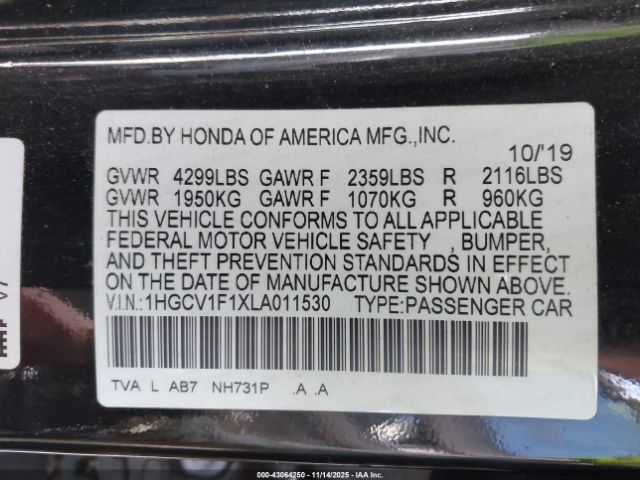 MFD.BY HONDA OF AMERICA MFG.,INC.
10/'19
GVWR 4299LBS GAWR F 2359LBS R 2116LBS
GVWR 1950KG GAWR F 1070KG R 960KG
THIS VEHICLE CONFORMS TO ALL APPLICABLE
FEDERAL MOTOR VEHICLE SAFETY , BUMPER,
AND THEFT PREVENTION STANDARDS IN EFFECT
ON THE DATE OF MANUFACTURE SHOWN ABOVE.
V.I.N.:1HGCV1F1XLA011530 TYPE:PASSENGER CAR
TVA L AB7 NH731P .A .A
000-43064250 - 11/14/2025 - IAA Inc.